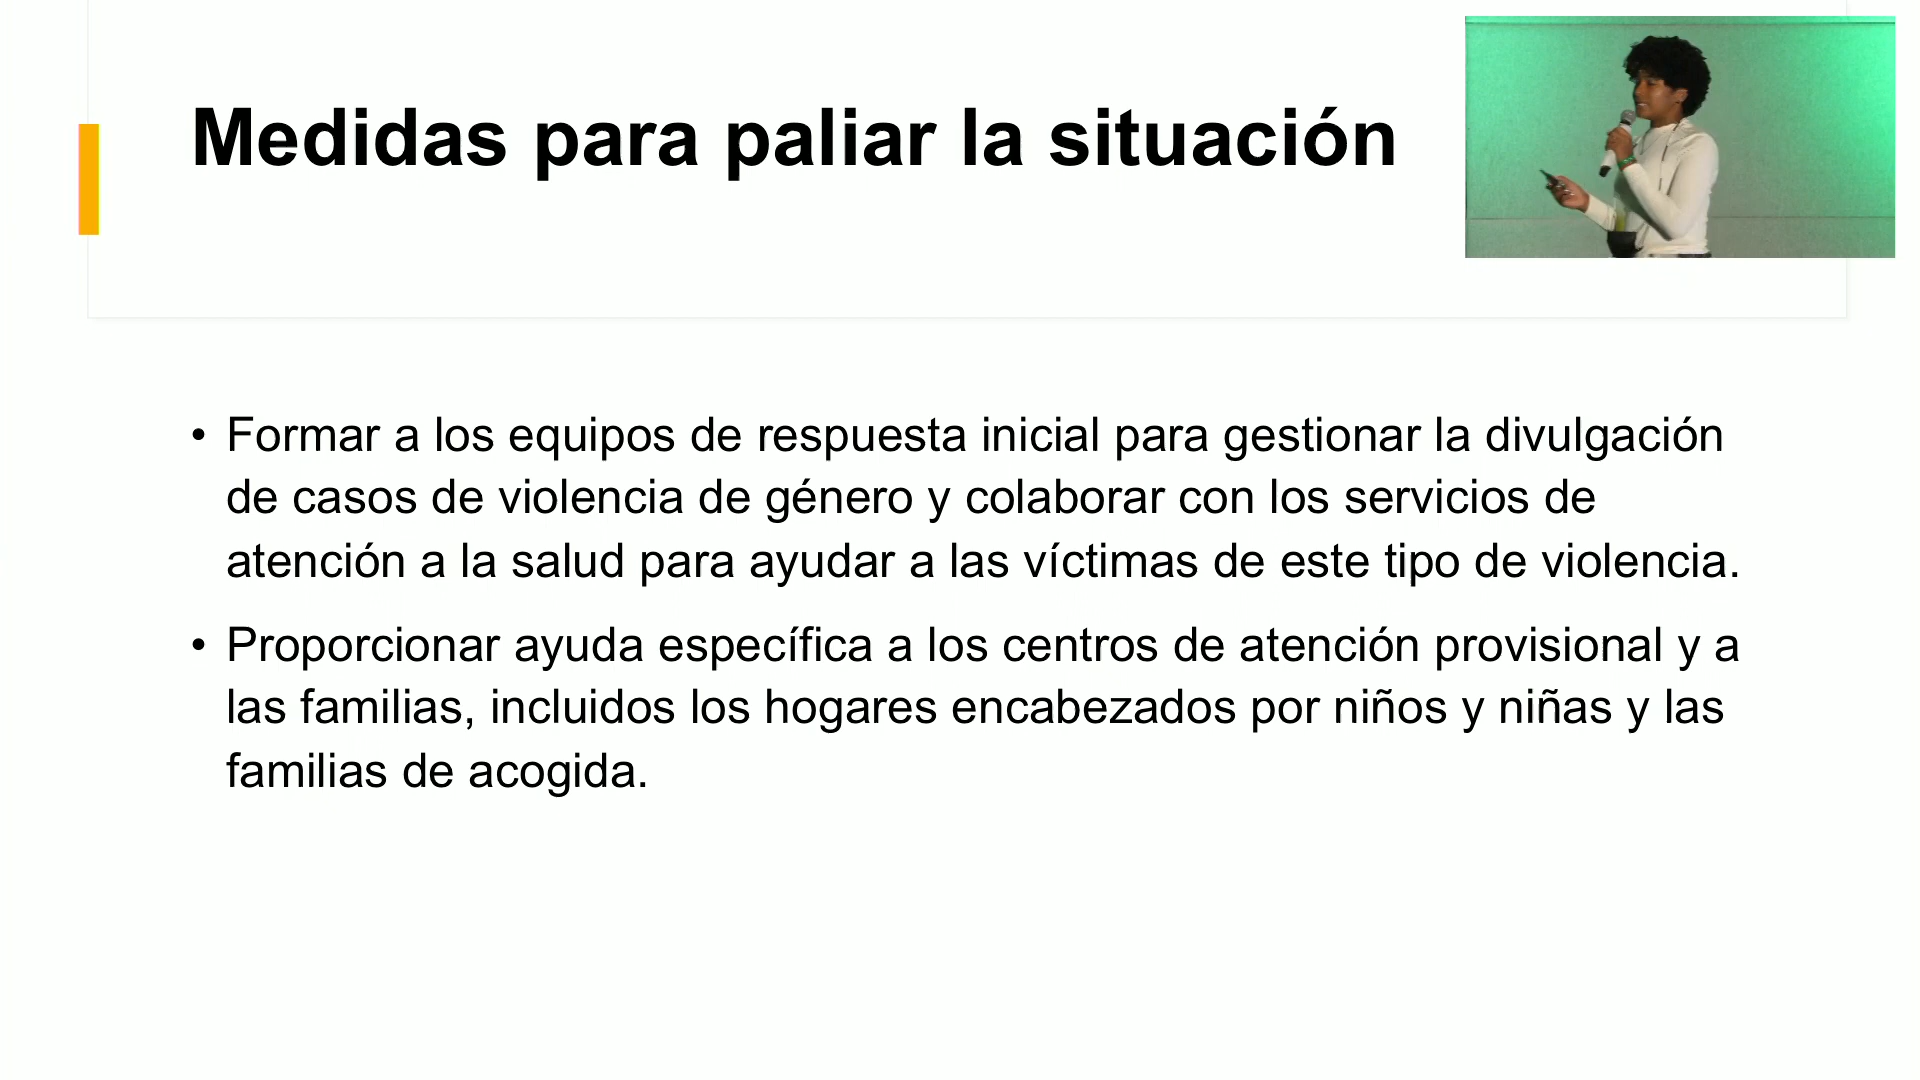 Medidas para paliar la situación
• Formar a los equipos de respuesta inicial para gestionar la divulgación
de casos de violencia de género y colaborar con los servicios de
atención a la salud para ayudar a las víctimas de este tipo de violencia.
• Proporcionar ayuda específica a los centros de atención provisional y a
las familias, incluidos los hogares encabezados por niños y niñas y las
familias de acogida.